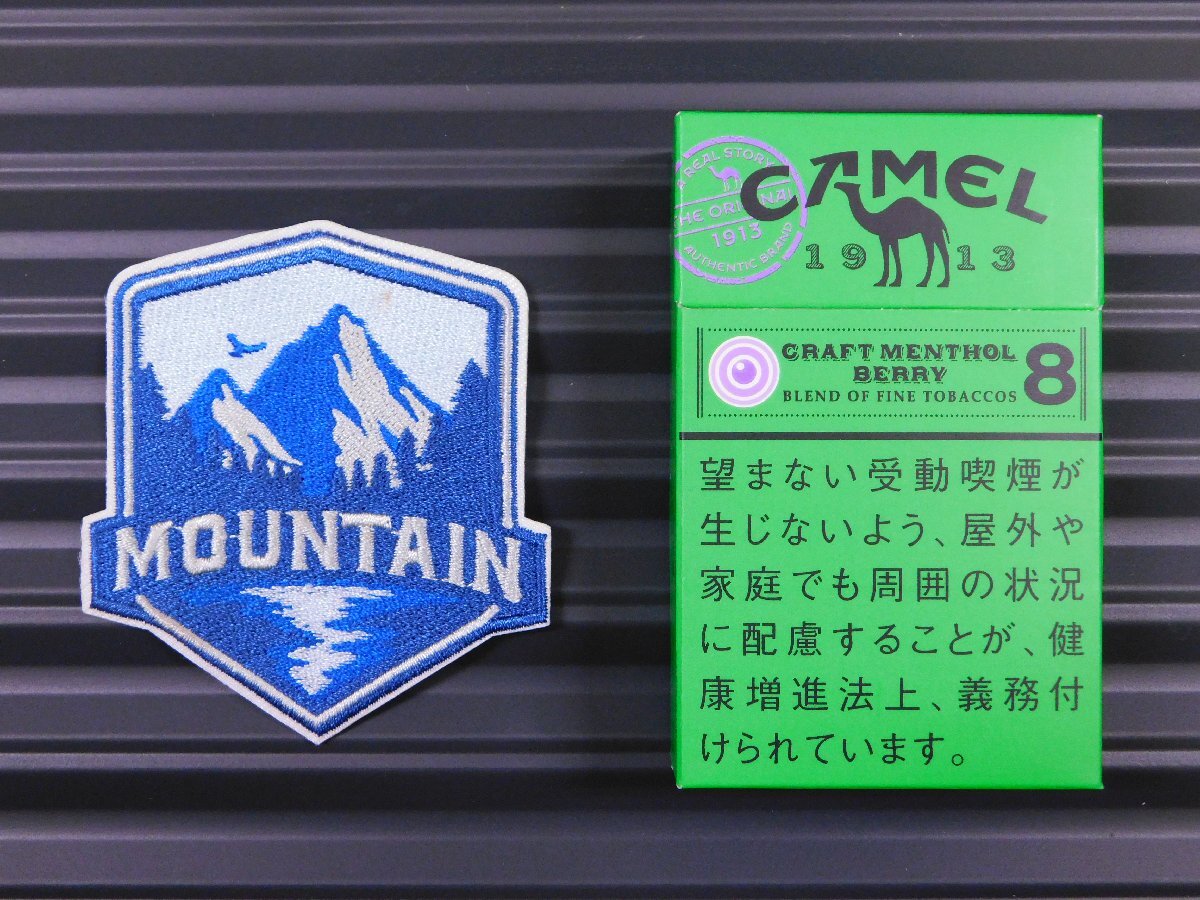 MOUNTAIN
A REAL STORY
THE ORIGINAL
1913
AUTHENTIC BRAND
CAMEL
1913
CRAFT MENTHOL
BERRY
BLEND OF FINE TOBACCOS
8
望まない受動喫煙が
生じないよう、屋外や
家庭でも周囲の状況
に配慮することが、健
康増進法上、義務付
けられています。